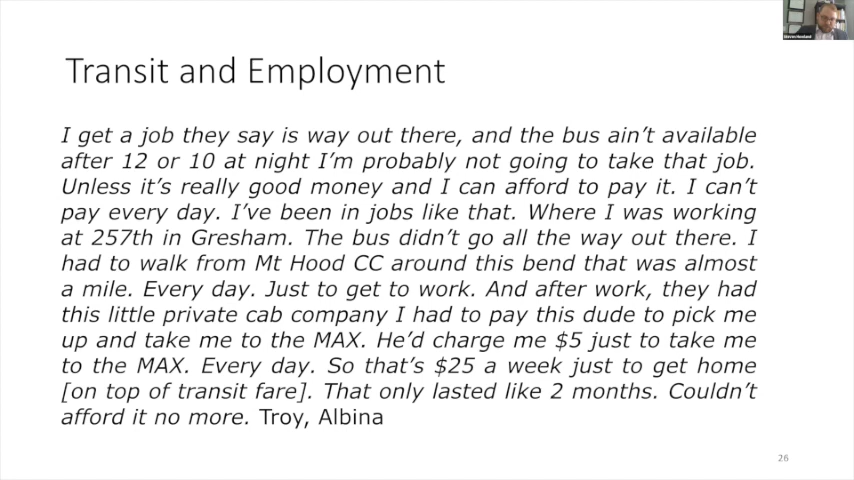 Transit and Employment
I get a job they say is way out there, and the bus ain't available
after 12 or 10 at night I'm probably not going to take that job.
Unless it's really good money and I can afford to pay it. I can't
pay every day. I've been in jobs like that. Where I was working
at 257th in Gresham. The bus didn't go all the way out there. I
had to walk from Mt Hood CC around this bend that was almost
a mile. Every day. Just to get to work. And after work, they had
this little private cab company I had to pay this dude to pick me
up and take me to the MAX. He'd charge me $5 just to take me
to the MAX. Every day. So that's $25 a week just to get home
[on top of transit fare]. That only lasted like 2 months. Couldn't
afford it no more. Troy, Albina
26